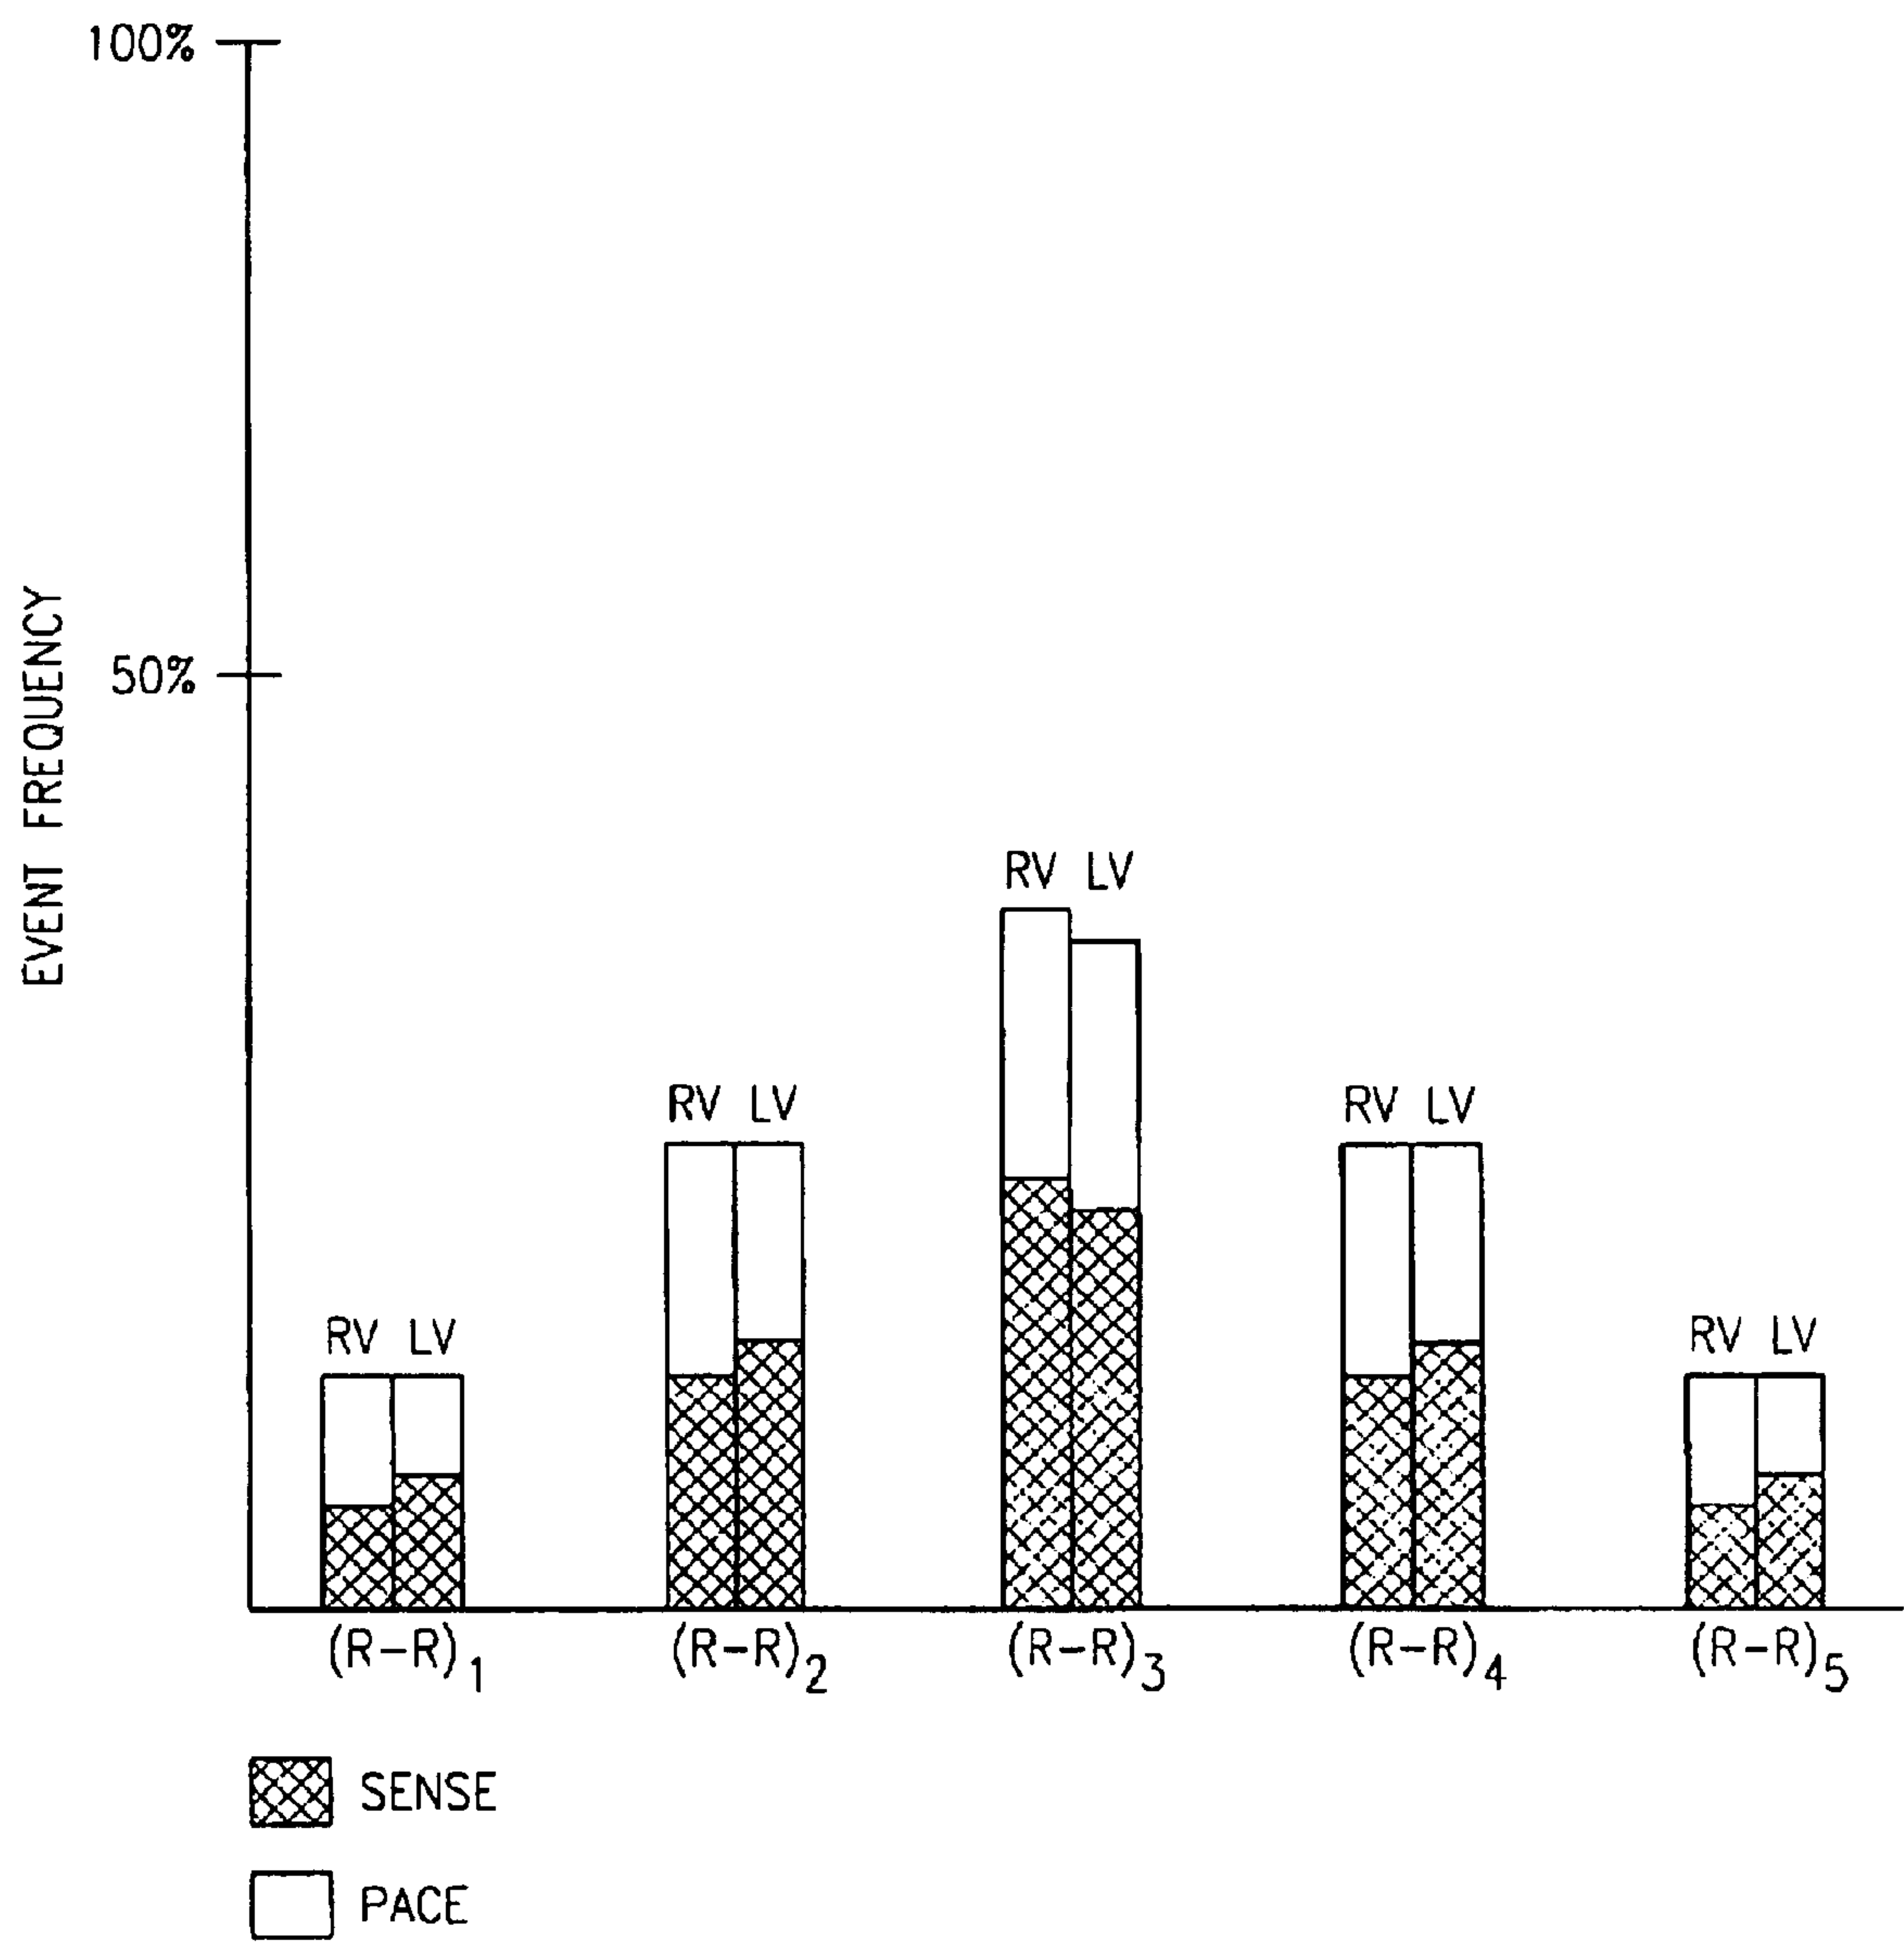 100%
50%
EVENT FREQUENCY
RV LV
RV LV
RV LV
RV LV
RV LV
(R-R)1 (R-R)2 (R-R)3 (R-R)4 (R-R)5
SENSE
PACE